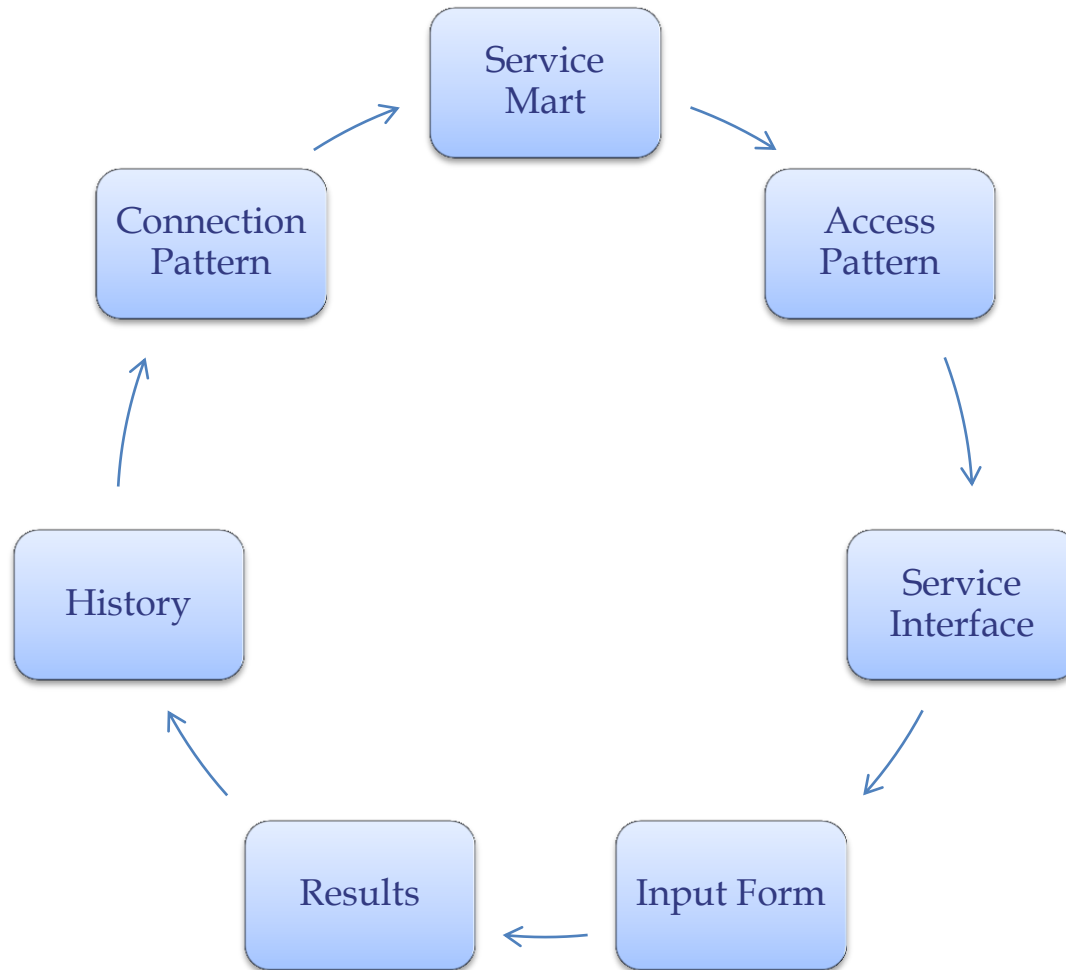 Service
Mart
Access
Pattern
Service
Interface
Input Form
Results
History
Connection
Pattern